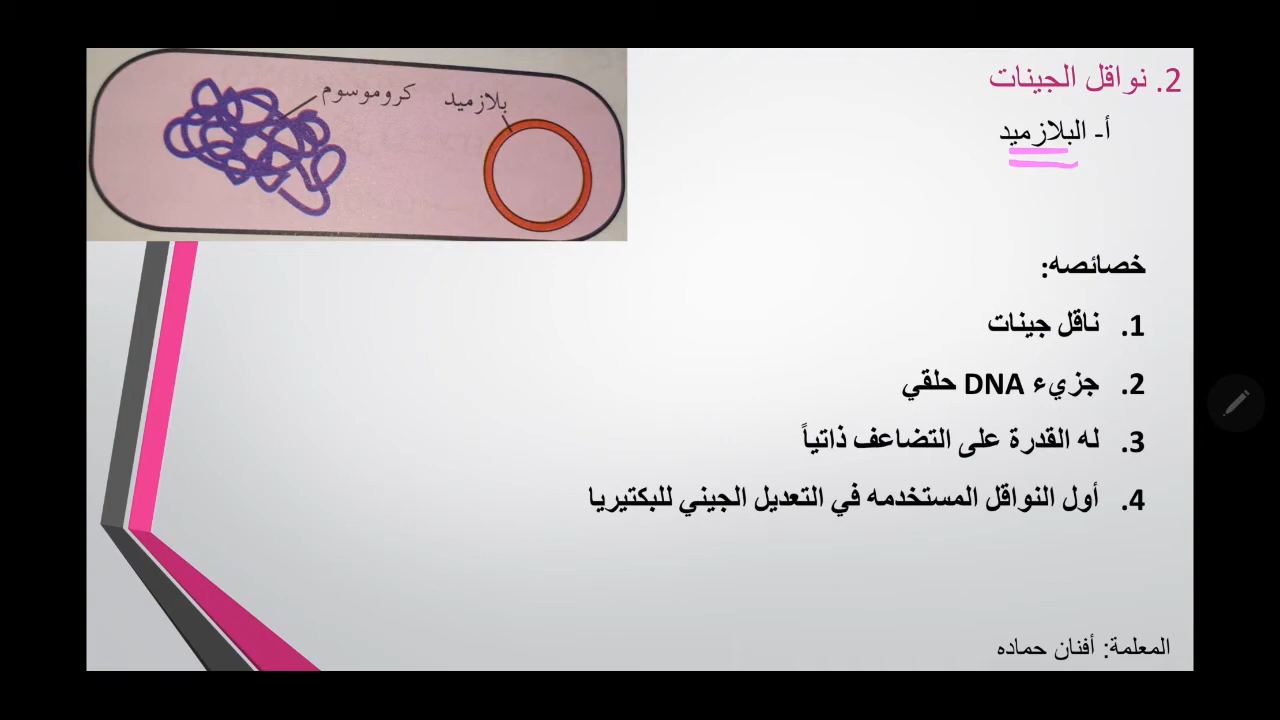 2. نواقل الجينات
أ- البلازميد
كروموسوم
بلازميد
خصائصه:
1. ناقل جينات
2. جزيء DNA حلقي
3. له القدرة على التضاعف ذاتياً
4. أول النواقل المستخدمه في التعديل الجيني للبكتيريا
المعلمة: أفنان حماده